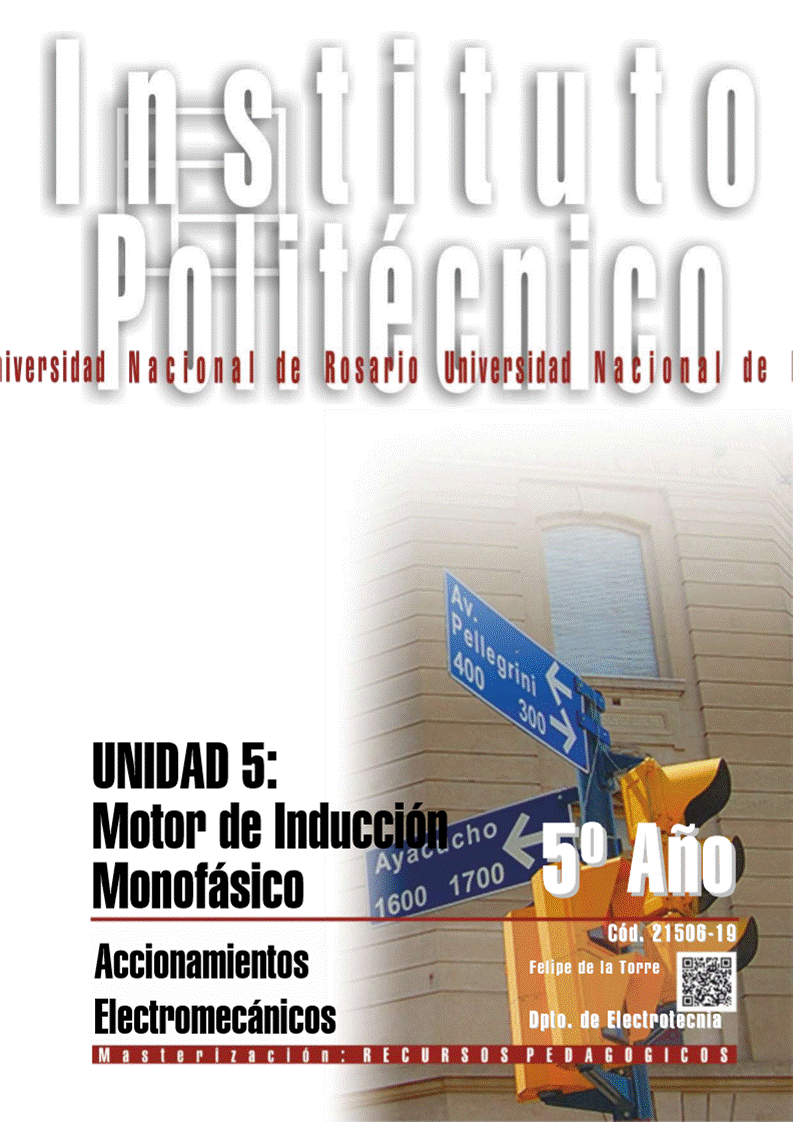 Instituto
Politécnico
Universidad Nacional de Rosario Universidad Nacional de
Av.
Pellegrini
400
300
UNIDAD 5:
Motor de Inducción
Monofásico
Ayacucho
1600 1700
5º Año
Cód. 21506-19
Accionamientos
Electromecánicos
Felipe de la Torre
Dpto. de Electrotecnia
Masterización: RECURSOS PEDAGOGICOS